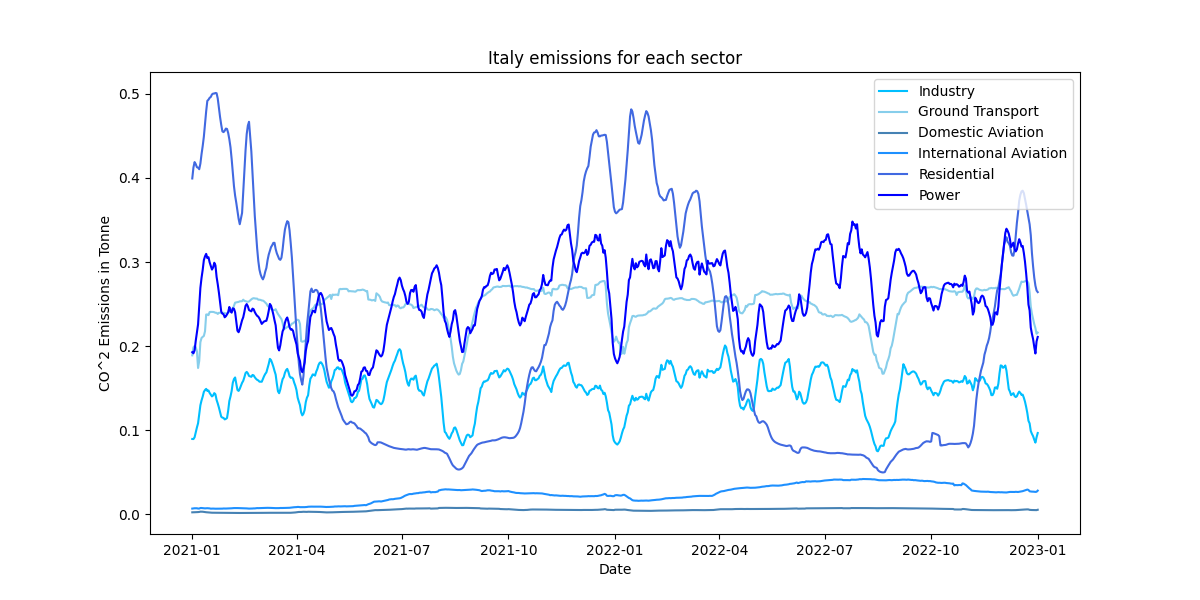 Italy emissions for each sector
CO^2 Emissions in Tonne
0.5
0.4
0.3
0.2
0.1
0.0
Industry
Ground Transport
Domestic Aviation
International Aviation
Residential
Power
2021-01 2021-04 2021-07 2021-10 2022-01 2022-04 2022-07 2022-10 2023-01
Date